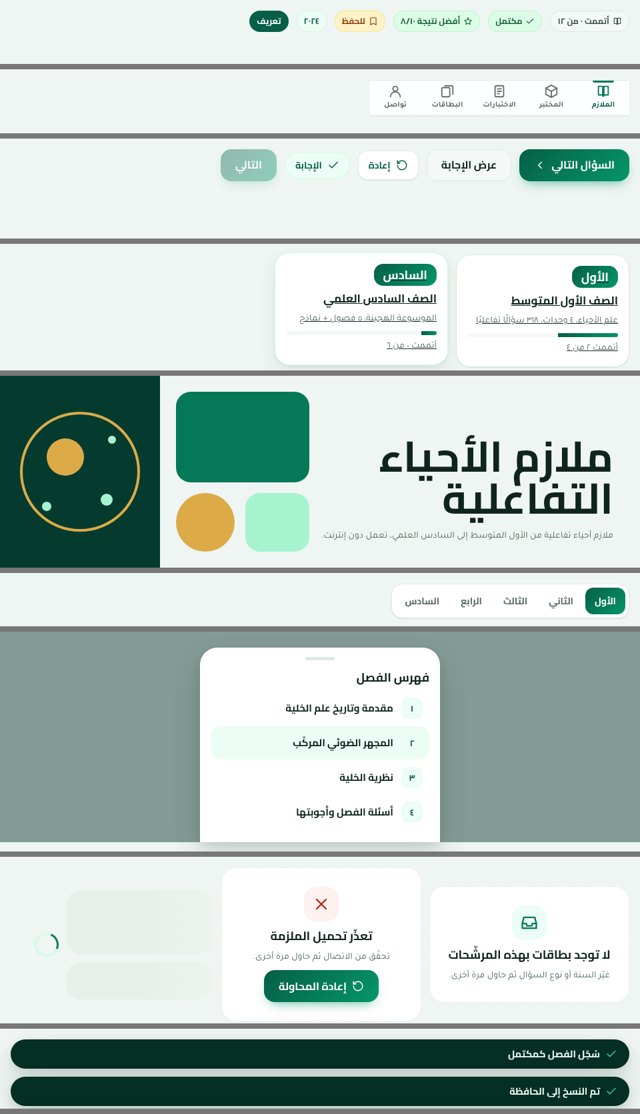 أتممت ٠ من ١٢
مكتمل
أفضل نتيجة ٨/١٠
للحفظ
٢٠٢٤
تعريف
الملازم
المختبر
الاختبارات
البطاقات
تواصل
السؤال التالي
عرض الإجابة
إعادة
الإجابة
التالي
الأول
الصف الأول المتوسط
علم الأحياء، ٤ وحدات، ٣١٨ سؤالًا تفاعليًا
أتممت ٢ من ٤
السادس
الصف السادس العلمي
الموسوعة الهجينة، ٥ فصول + نماذج
أتممت ٠ من ٦
ملازم الأحياء
التفاعلية
ملازم أحياء تفاعلية من الأول المتوسط إلى السادس العلمي، تعمل دون إنترنت.
الأول
الثاني
الثالث
الرابع
السادس
فهرس الفصل
١ مقدمة وتاريخ علم الخلية
٢ المجهر الضوئي المركّب
٣ نظرية الخلية
٤ أسئلة الفصل وأجوبتها
لا توجد بطاقات بهذه المرشّحات
غيّر السنة أو نوع السؤال ثم حاول مرة أخرى.
تعذّر تحميل الملزمة
تحقّق من الاتصال ثم حاول مرة أخرى.
إعادة المحاولة
سُجّل الفصل كمكتمل
تم النسخ إلى الحافظة